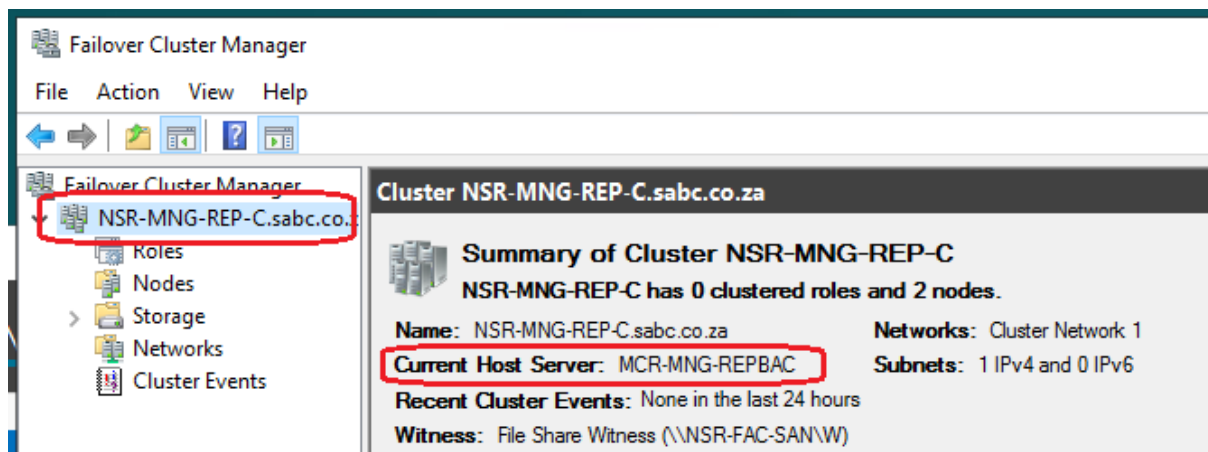 Failover Cluster Manager
File Action View Help
Failover Cluster Manager
NSR-MNG-REP-C.sabc.co.
Roles
Nodes
Storage
Networks
Cluster Events
Cluster NSR-MNG-REP-C.sabc.co.za
Summary of Cluster NSR-MNG-REP-C
NSR-MNG-REP-C has 0 clustered roles and 2 nodes.
Name: NSR-MNG-REP-C.sabc.co.za Networks: Cluster Network 1
Current Host Server: MCR-MNG-REPBAC Subnets: 1 IPv4 and 0 IPv6
Recent Cluster Events: None in the last 24 hours
Witness: File Share Witness (\\NSR-FAC-SAN\W)